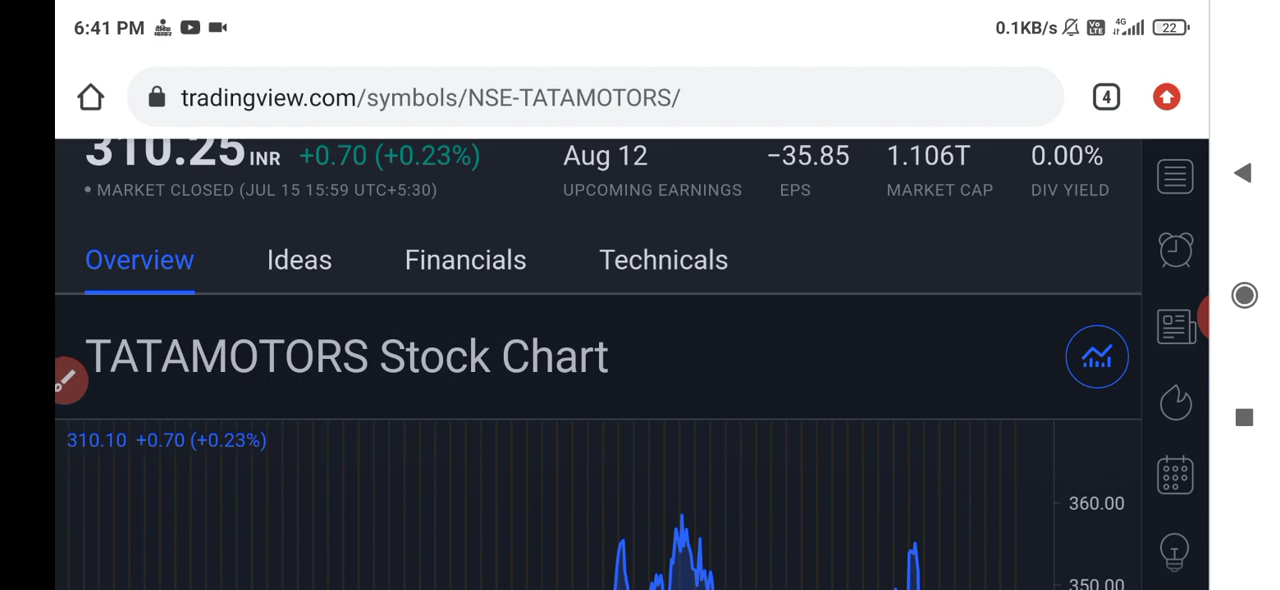 6:41 PM
0.1KB/s 4G 22
tradingview.com/symbols/NSE-TATAMOTORS/
4
310.25 INR +0.70 (+0.23%)
• MARKET CLOSED (JUL 15 15:59 UTC+5:30)
Aug 12 −35.85 1.106T 0.00%
UPCOMING EARNINGS EPS MARKET CAP DIV YIELD
Overview Ideas Financials Technicals
TATAMOTORS Stock Chart
310.10 +0.70 (+0.23%)
360.00
350.00